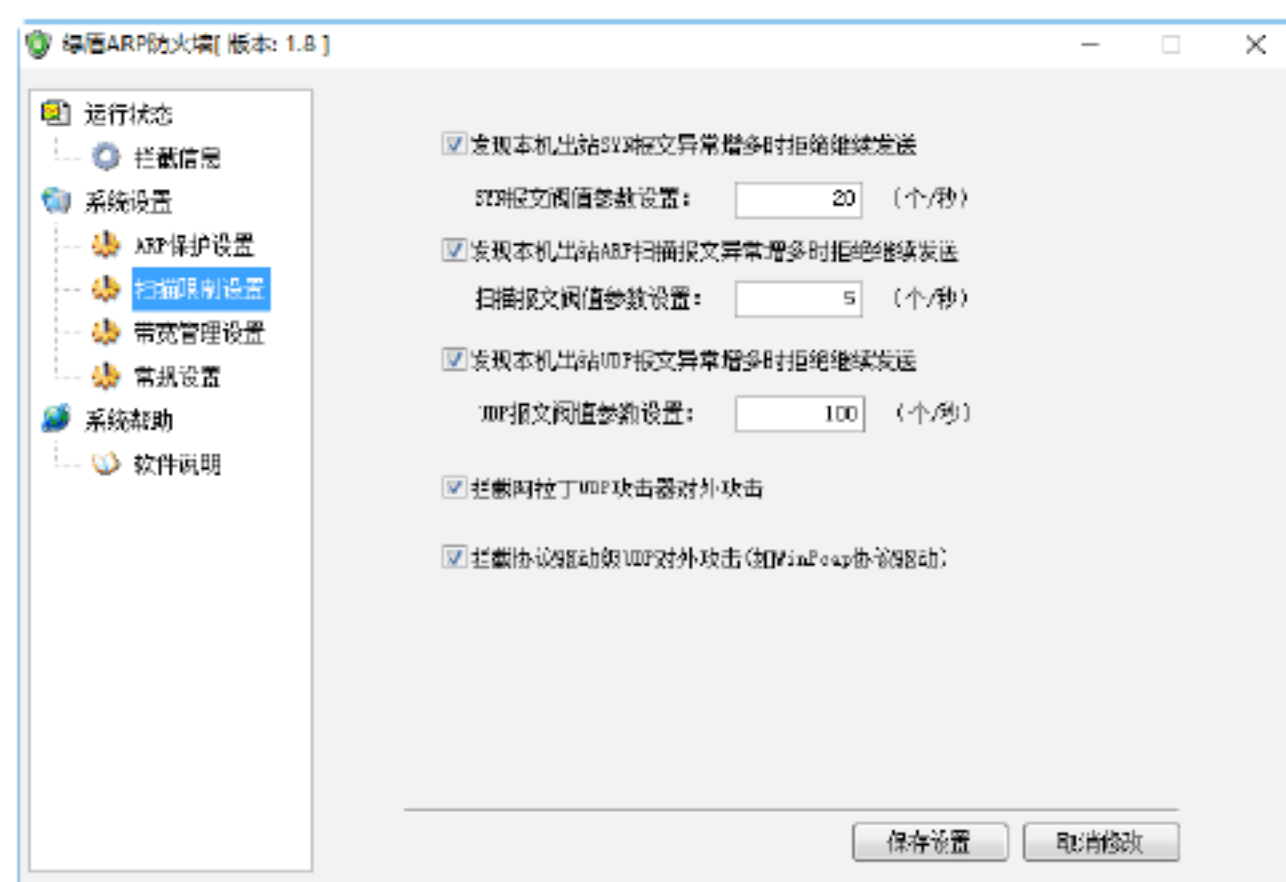 绿盾ARP防火墙[ 版本: 1.8 ]
运行状态
拦截信息
系统设置
ARP保护设置
扫描限制设置
带宽管理设置
常规设置
系统帮助
软件说明
发现本机出站SYN报文异常增多时拒绝继续发送
SYN报文阀值参数设置: 20 (个/秒)
发现本机出站ARP扫描报文异常增多时拒绝继续发送
扫描报文阀值参数设置: 5 (个/秒)
发现本机出站UDP报文异常增多时拒绝继续发送
UDP报文阀值参数设置: 100 (个/秒)
拦截阿拉丁UDP攻击器对外攻击
拦截协议驱动级UDP对外攻击(如WinPcap协议驱动)
保存设置 取消修改